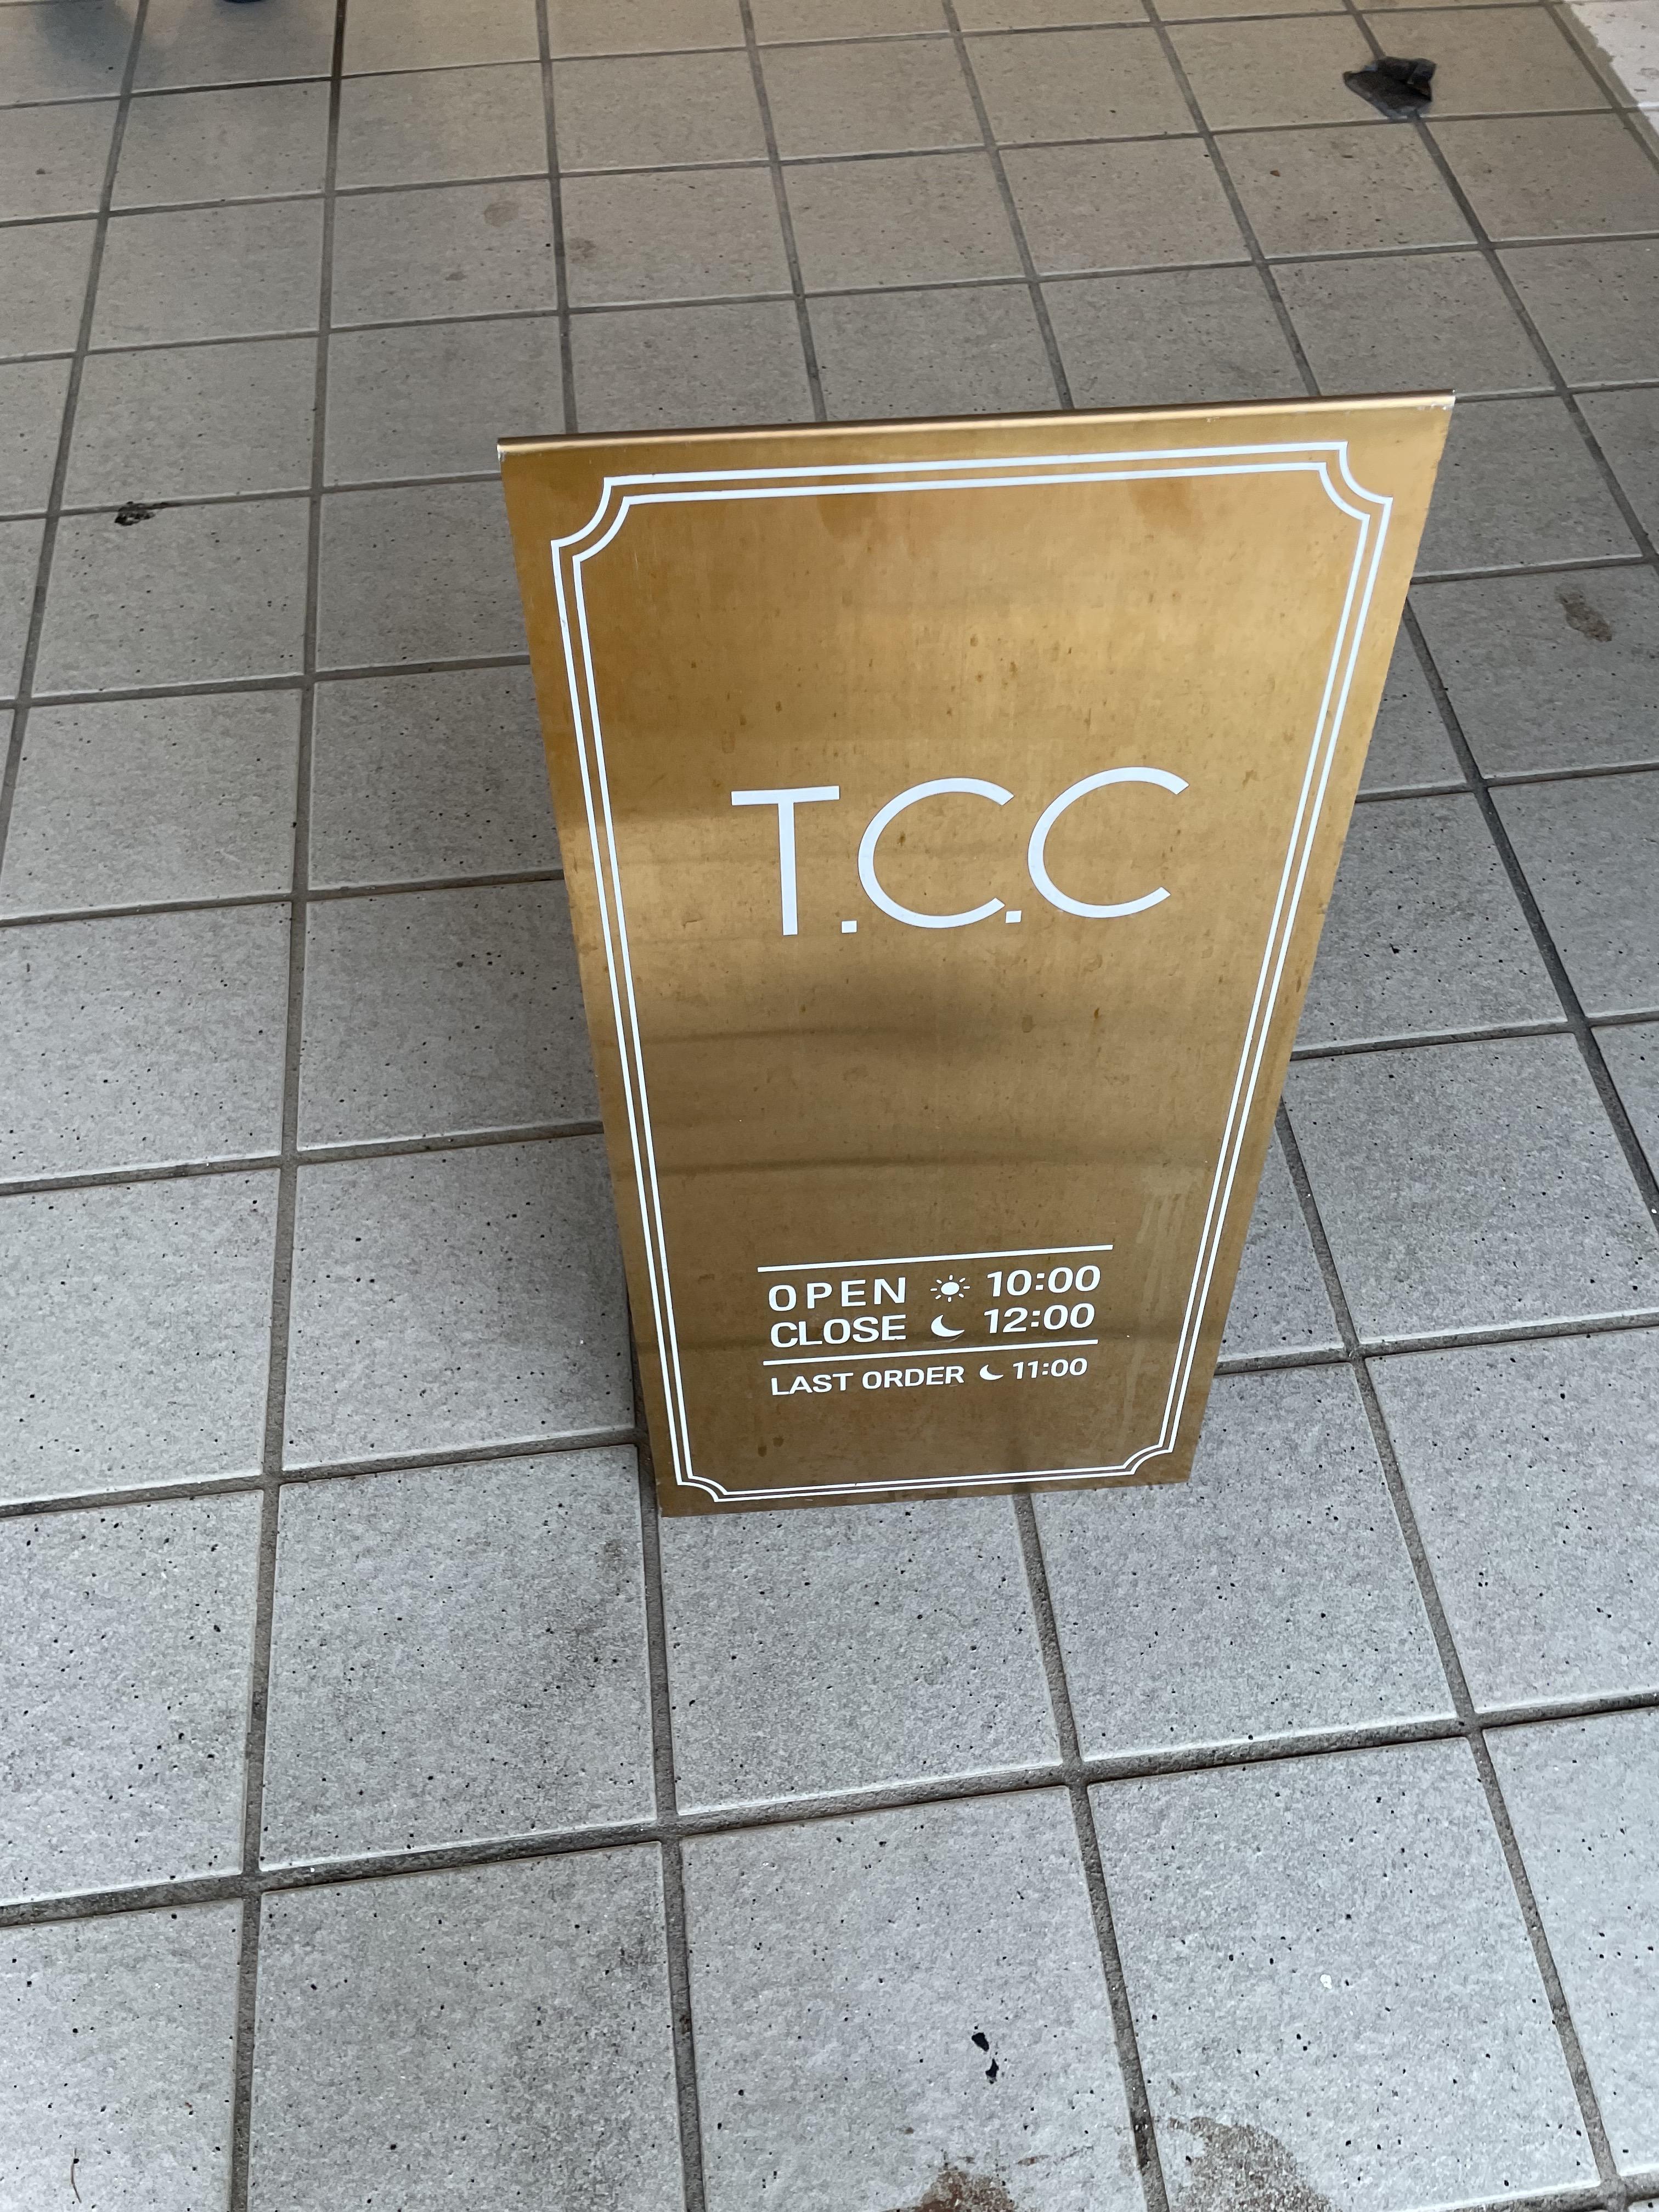 T.C.C
OPEN ☀ 10:00
CLOSE ☾ 12:00
LAST ORDER ☾ 11:00